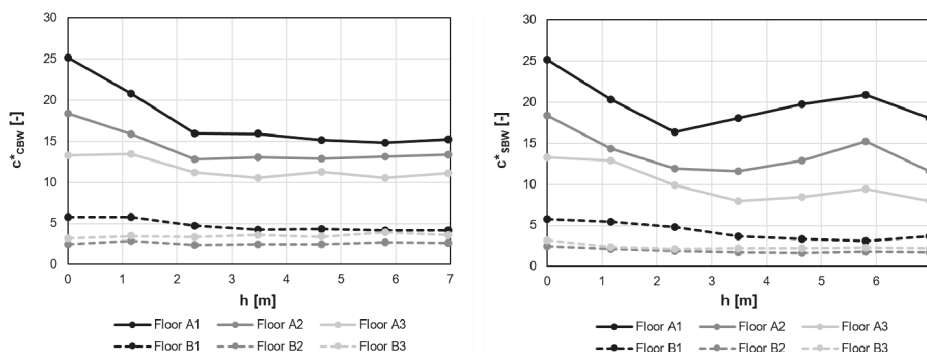 30
25
20
15
10
5
0
c*CBW [-]
0 1 2 3 4 5 6 7
h [m]
Floor A1 Floor A2 Floor A3
Floor B1 Floor B2 Floor B3
30
25
20
15
10
5
0
c*SBW [-]
0 1 2 3 4 5 6
h [m]
Floor A1 Floor A2 Floor A3
Floor B1 Floor B2 Floor B3